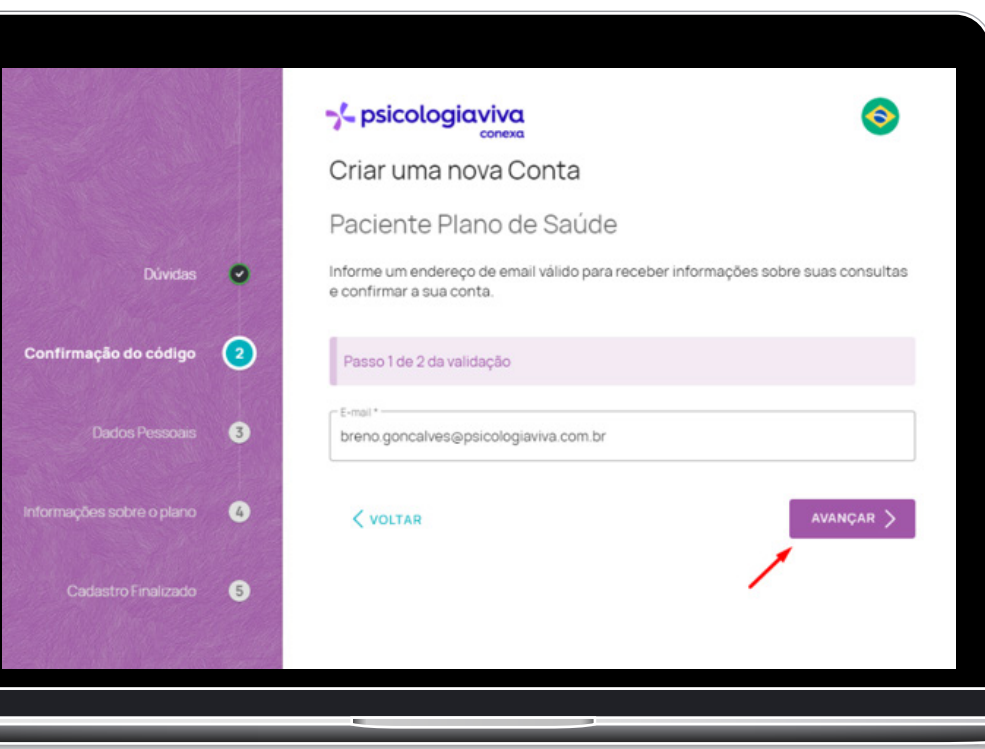 psicologiaviva
conexa
Criar uma nova Conta
Paciente Plano de Saúde
Informe um endereço de email válido para receber informações sobre suas consultas
e confirmar a sua conta.
Dúvidas
Confirmação do código 2
Dados Pessoais 3
Informações sobre o plano 4
Cadastro Finalizado 5
Passo 1 de 2 da validação
E-mail *
breno.goncalves@psicologiaviva.com.br
VOLTAR
AVANÇAR